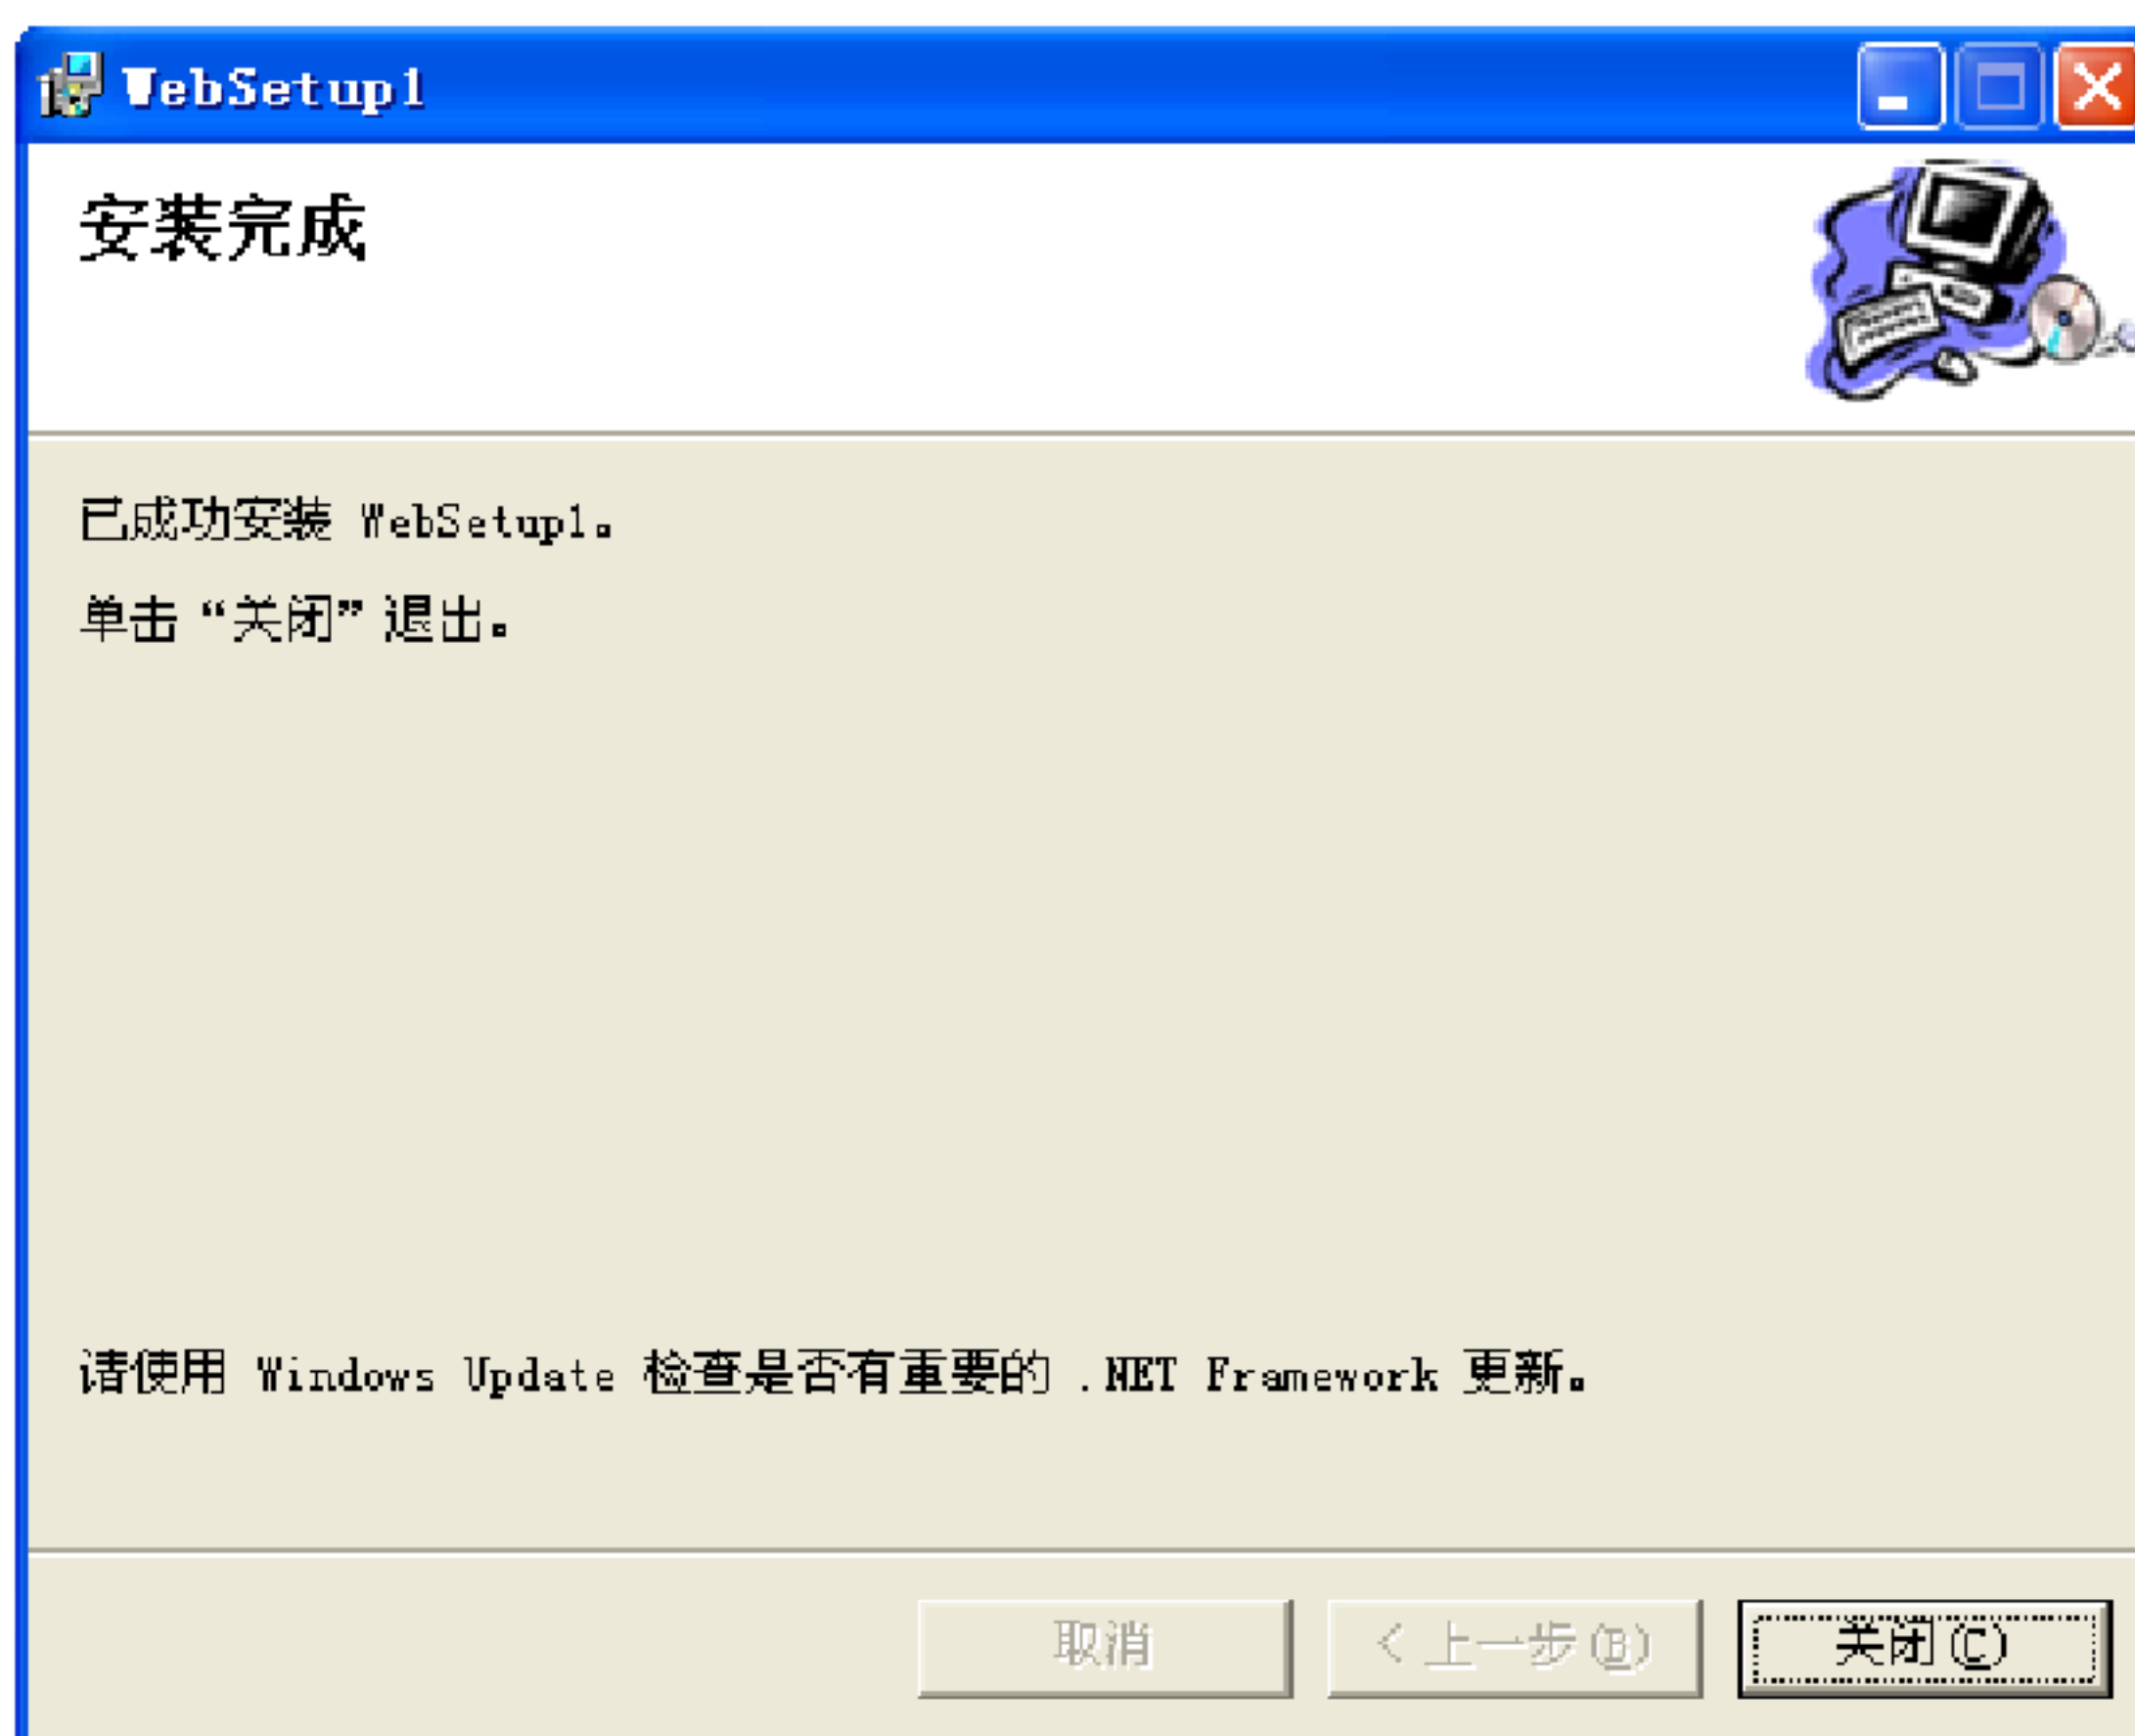 WebSetup1
安装完成
已成功安装 WebSetup1。
单击“关闭”退出。
请使用 Windows Update 检查是否有重要的 .NET Framework 更新。
取消
< 上一步(B)
关闭(C)